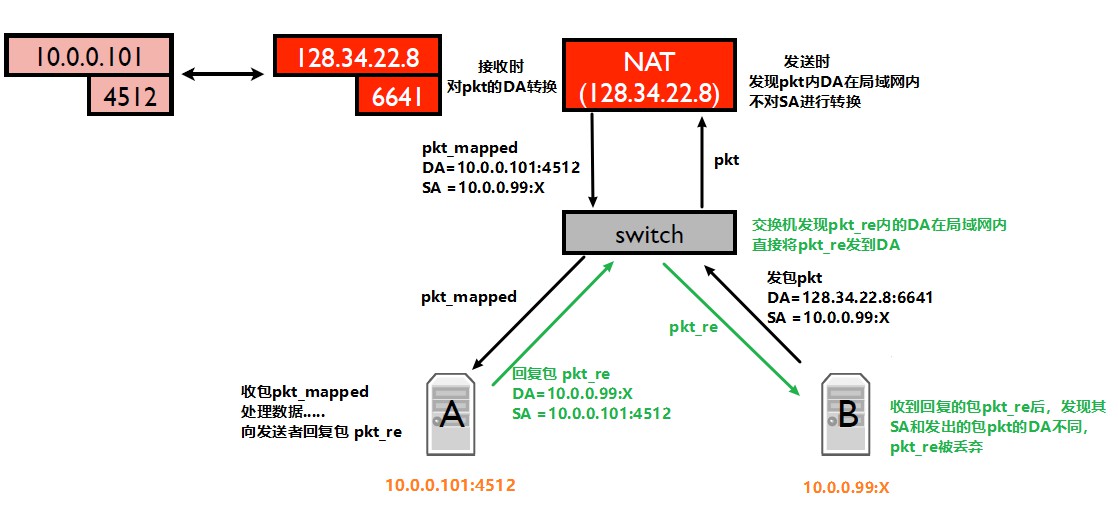 10.0.0.101
4512
128.34.22.8
6641
接收时
对pkt的DA转换
NAT
(128.34.22.8)
发送时
发现pkt内DA在局域网内
不对SA进行转换
pkt_mapped
DA=10.0.0.101:4512
SA =10.0.0.99:X
pkt
switch
交换机发现pkt_re内的DA在局域网内
直接将pkt_re发到DA
pkt_mapped
发包pkt
DA=128.34.22.8:6641
SA =10.0.0.99:X
pkt_re
收包pkt_mapped
处理数据.....
向发送者回复包 pkt_re
A
回复包 pkt_re
DA=10.0.0.99:X
SA =10.0.0.101:4512
B
收到回复的包pkt_re后，发现其
SA和发出的包pkt的DA不同，
pkt_re被丢弃
10.0.0.101:4512
10.0.0.99:X